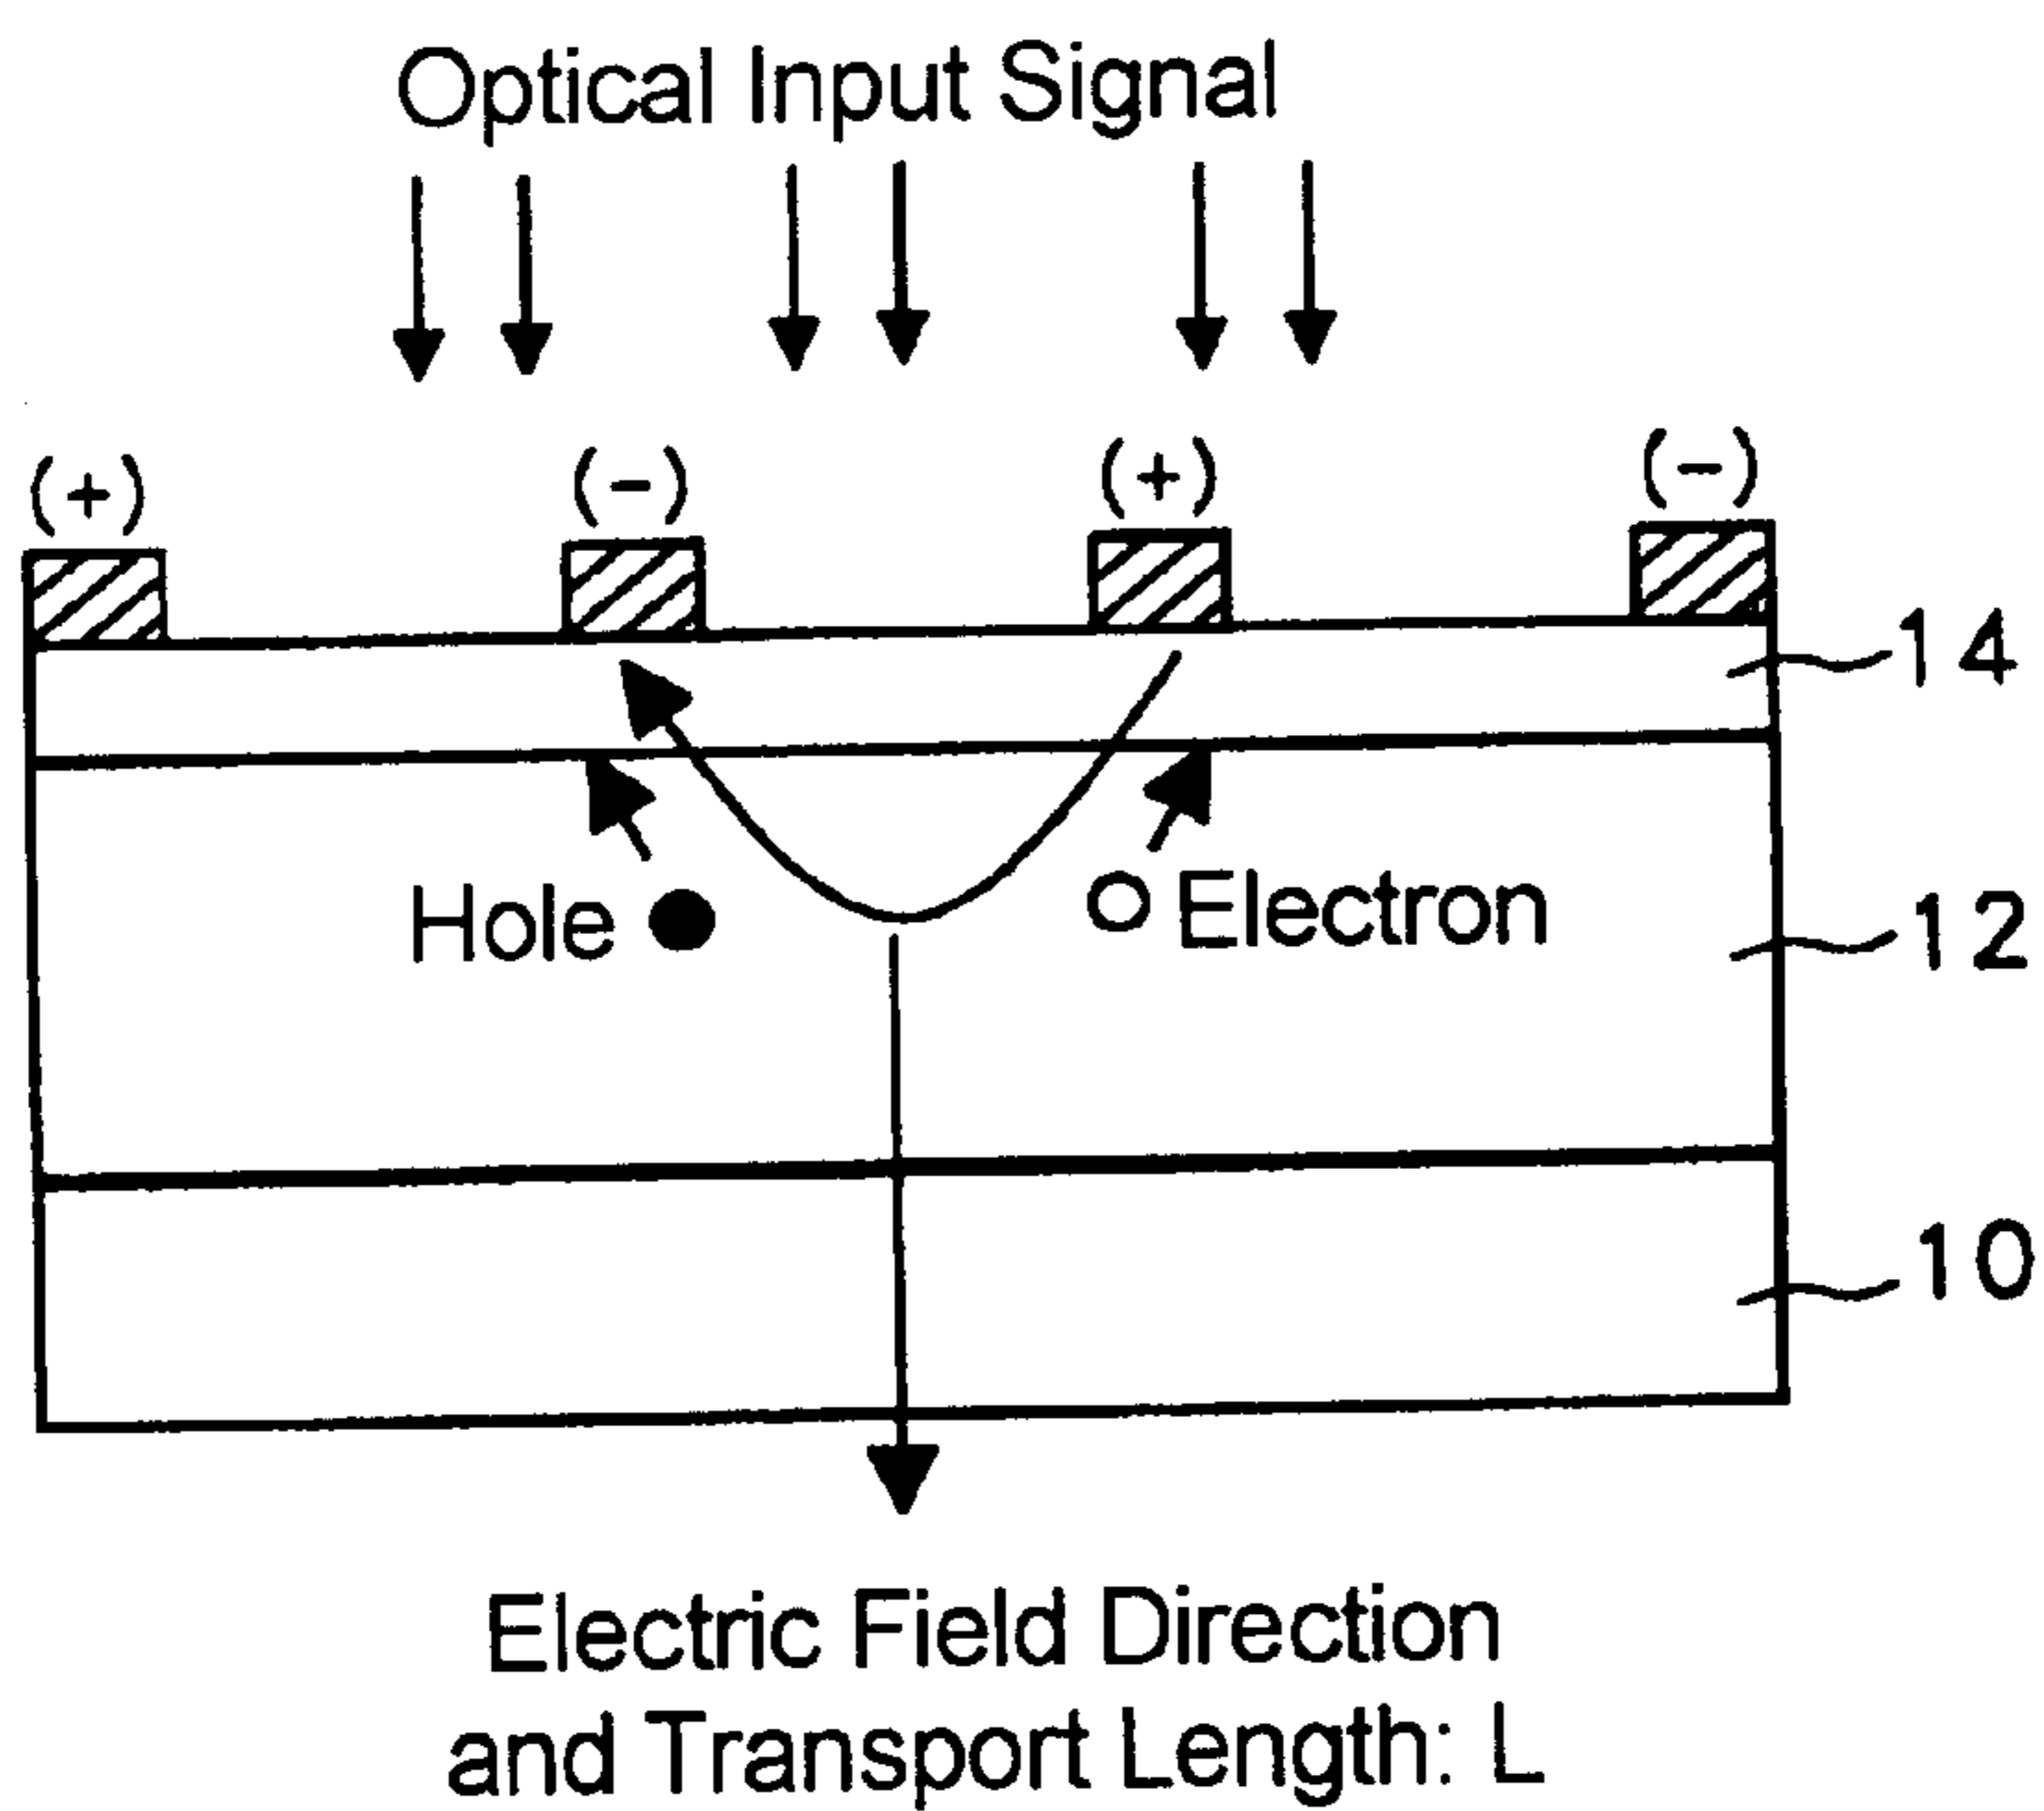 Optical Input Signal
(+) (-) (+) (-)
14
Hole Electron
12
10
Electric Field Direction
and Transport Length: L